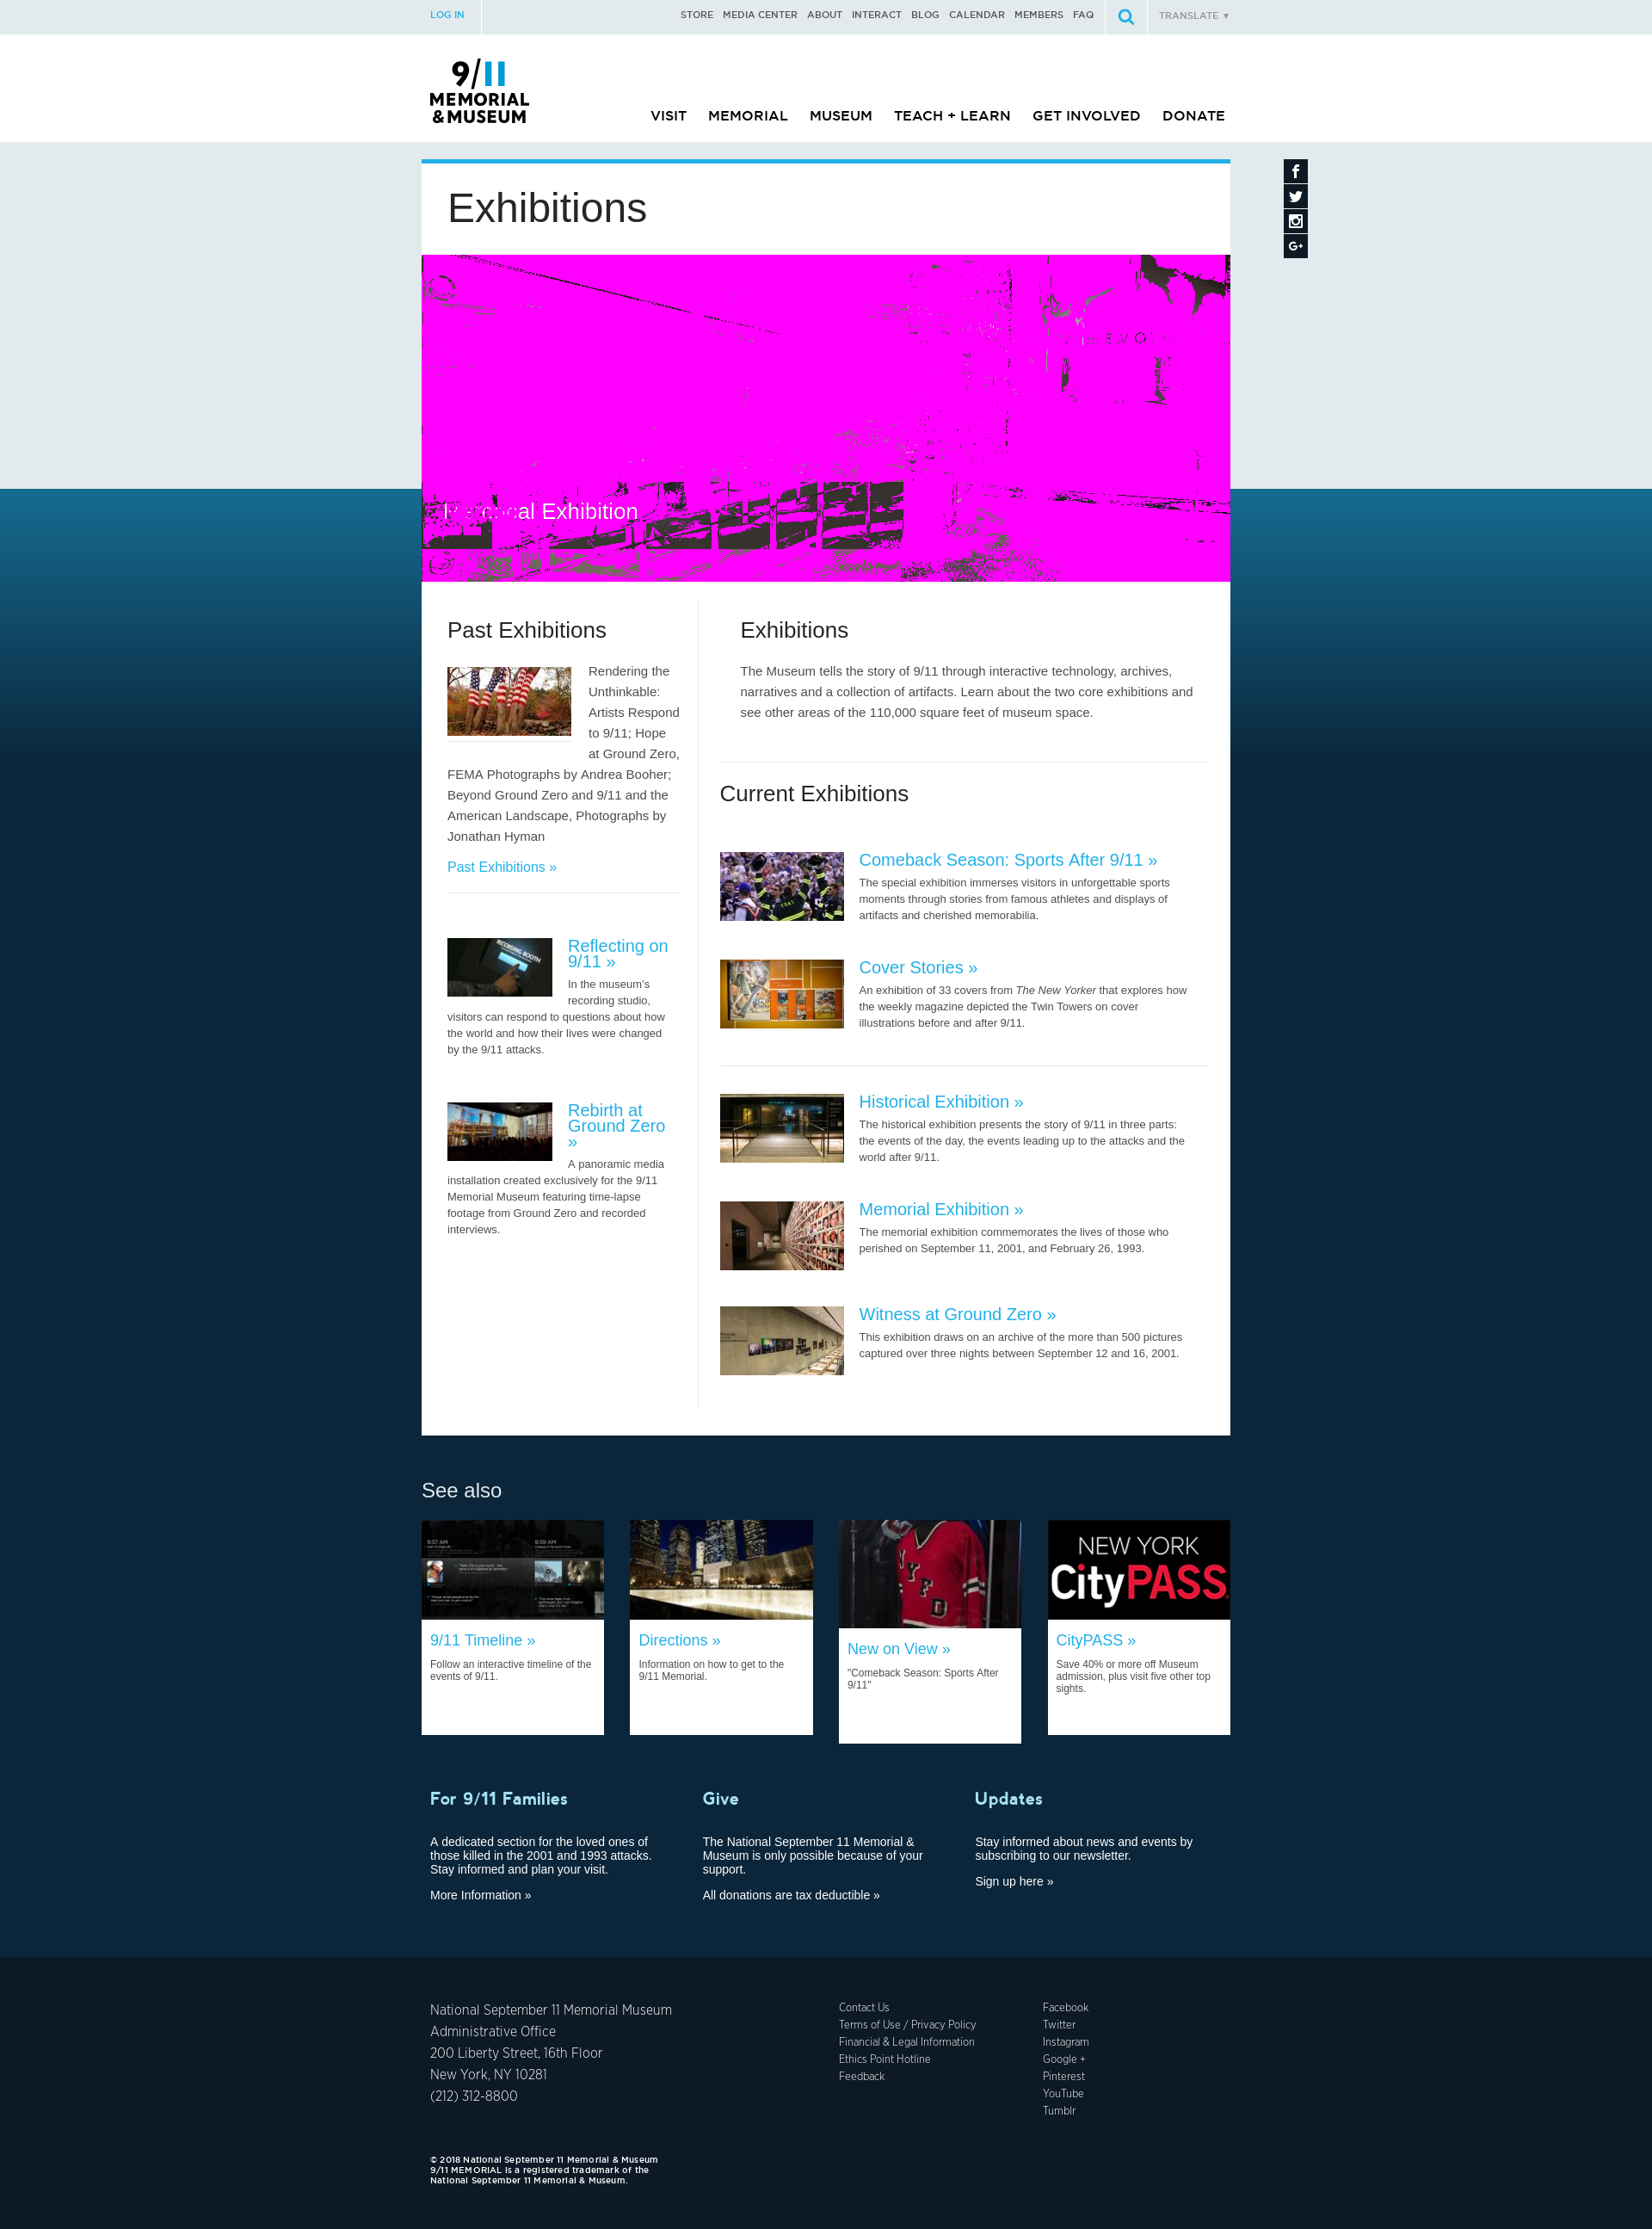 LOG IN
STORE MEDIA CENTER ABOUT INTERACT BLOG CALENDAR MEMBERS FAQ
TRANSLATE ▼
9/11
MEMORIAL
&MUSEUM
VISIT MEMORIAL MUSEUM TEACH + LEARN GET INVOLVED DONATE
Exhibitions
Exhibition
Past Exhibitions
Rendering the
Unthinkable:
Artists Respond
to 9/11; Hope
at Ground Zero,
FEMA Photographs by Andrea Booher;
Beyond Ground Zero and 9/11 and the
American Landscape, Photographs by
Jonathan Hyman
Past Exhibitions »
RECORDING BOOTH
Reflecting on
9/11 »
In the museum's
recording studio,
visitors can respond to questions about how
the world and how their lives were changed
by the 9/11 attacks.
Rebirth at
Ground Zero
»
A panoramic media
installation created exclusively for the 9/11
Memorial Museum featuring time-lapse
footage from Ground Zero and recorded
interviews.
Exhibitions
The Museum tells the story of 9/11 through interactive technology, archives,
narratives and a collection of artifacts. Learn about the two core exhibitions and
see other areas of the 110,000 square feet of museum space.
Current Exhibitions
Comeback Season: Sports After 9/11 »
The special exhibition immerses visitors in unforgettable sports
moments through stories from famous athletes and displays of
artifacts and cherished memorabilia.
Cover Stories »
An exhibition of 33 covers from The New Yorker that explores how
the weekly magazine depicted the Twin Towers on cover
illustrations before and after 9/11.
Historical Exhibition »
The historical exhibition presents the story of 9/11 in three parts:
the events of the day, the events leading up to the attacks and the
world after 9/11.
Memorial Exhibition »
The memorial exhibition commemorates the lives of those who
perished on September 11, 2001, and February 26, 1993.
Witness at Ground Zero »
This exhibition draws on an archive of the more than 500 pictures
captured over three nights between September 12 and 16, 2001.
See also
8:57 AM
9:59 AM
9/11 Timeline »
Follow an interactive timeline of the
events of 9/11.
Directions »
Information on how to get to the
9/11 Memorial.
NYFD
New on View »
"Comeback Season: Sports After
9/11"
NEW YORK
CityPASS
CityPASS »
Save 40% or more off Museum
admission, plus visit five other top
sights.
For 9/11 Families
A dedicated section for the loved ones of
those killed in the 2001 and 1993 attacks.
Stay informed and plan your visit.
More Information »
Give
The National September 11 Memorial &
Museum is only possible because of your
support.
All donations are tax deductible »
Updates
Stay informed about news and events by
subscribing to our newsletter.
Sign up here »
National September 11 Memorial Museum
Administrative Office
200 Liberty Street, 16th Floor
New York, NY 10281
(212) 312-8800
Contact Us
Terms of Use / Privacy Policy
Financial & Legal Information
Ethics Point Hotline
Feedback
Facebook
Twitter
Instagram
Google +
Pinterest
YouTube
Tumblr
© 2018 National September 11 Memorial & Museum
9/11 MEMORIAL is a registered trademark of the
National September 11 Memorial & Museum.